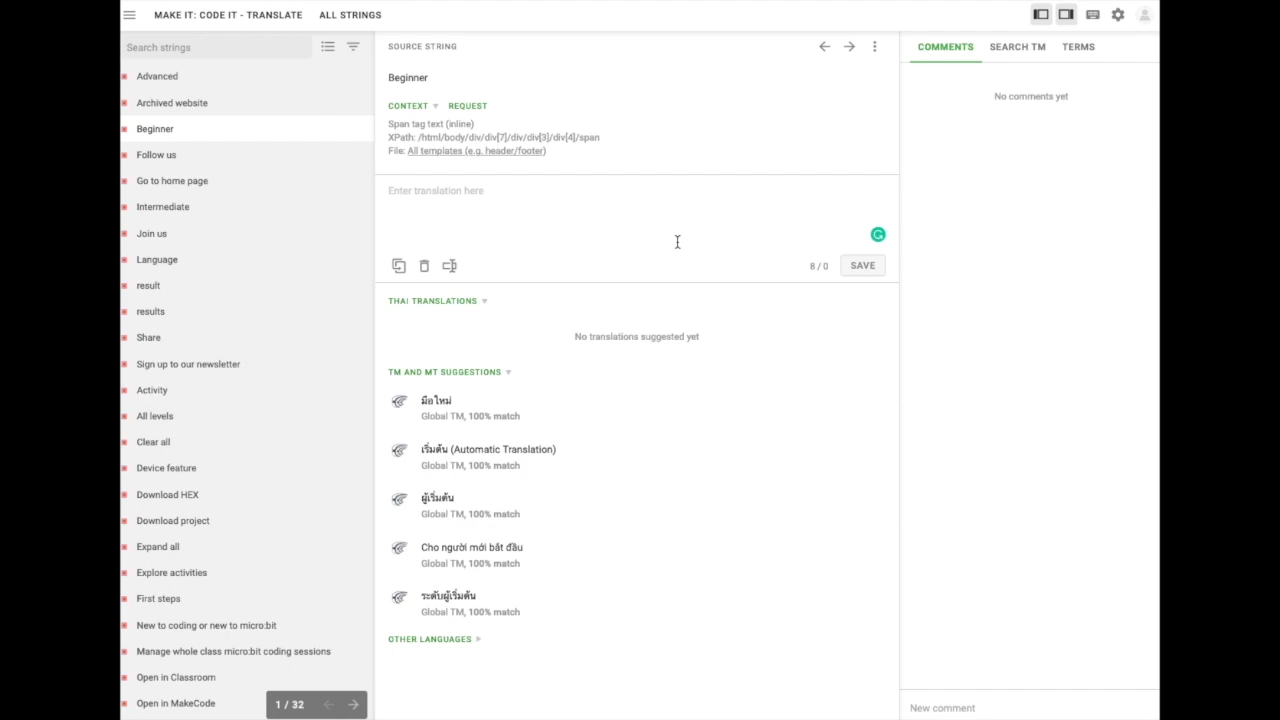 MAKE IT: CODE IT - TRANSLATE ALL STRINGS
Search strings
Advanced
Archived website
Beginner
Follow us
Go to home page
Intermediate
Join us
Language
result
results
Share
Sign up to our newsletter
Activity
All levels
Clear all
Device feature
Download HEX
Download project
Expand all
Explore activities
First steps
New to coding or new to micro:bit
Manage whole class micro:bit coding sessions
Open in Classroom
Open in MakeCode
1 / 32
SOURCE STRING
Beginner
CONTEXT REQUEST
Span tag text (inline)
XPath: /html/body/div/div[7]/div/div[3]/div[4]/span
File: All templates (e.g. header/footer)
Enter translation here
8 / 0 SAVE
THAI TRANSLATIONS
No translations suggested yet
TM AND MT SUGGESTIONS
มือใหม่
Global TM, 100% match
เริ่มต้น (Automatic Translation)
Global TM, 100% match
ผู้เริ่มต้น
Global TM, 100% match
Cho người mới bắt đầu
Global TM, 100% match
ระดับผู้เริ่มต้น
Global TM, 100% match
OTHER LANGUAGES
COMMENTS SEARCH TM TERMS
No comments yet
New comment